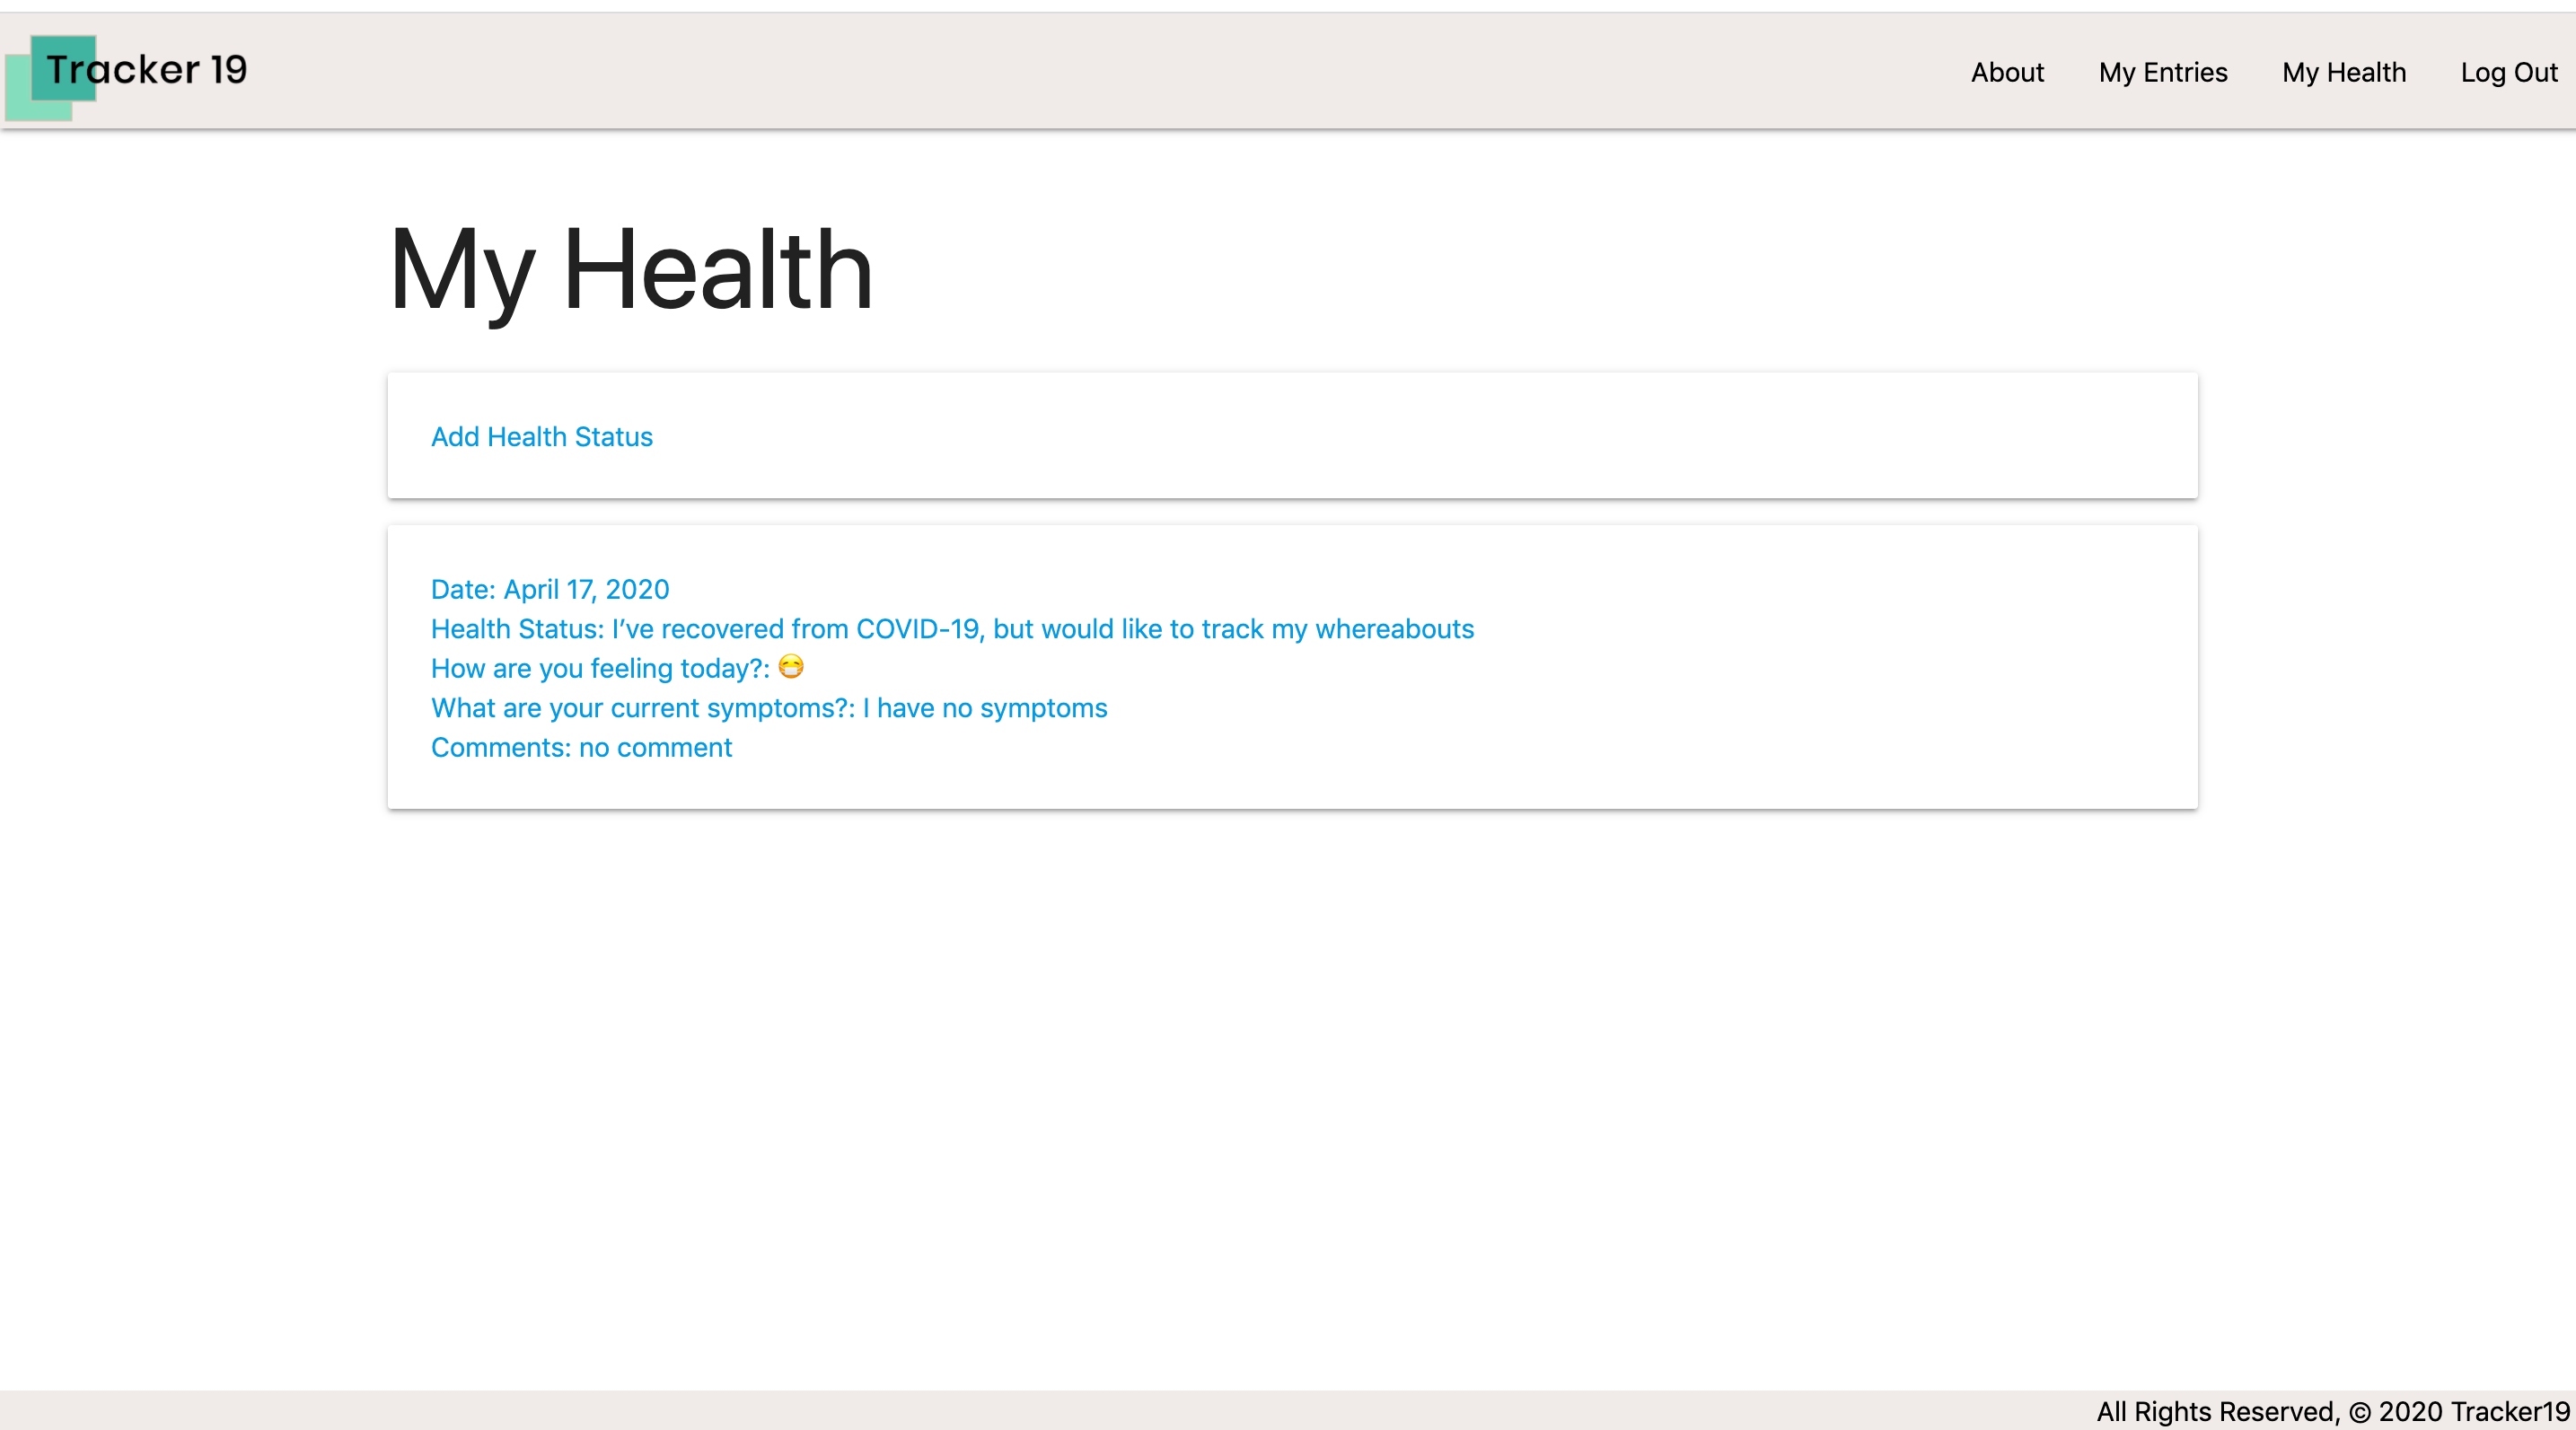 Tracker 19
About
My Entries
My Health
Log Out
My Health
Add Health Status
Date: April 17, 2020
Health Status: I’ve recovered from COVID-19, but would like to track my whereabouts
How are you feeling today?: 😷
What are your current symptoms?: I have no symptoms
Comments: no comment
All Rights Reserved, © 2020 Tracker19